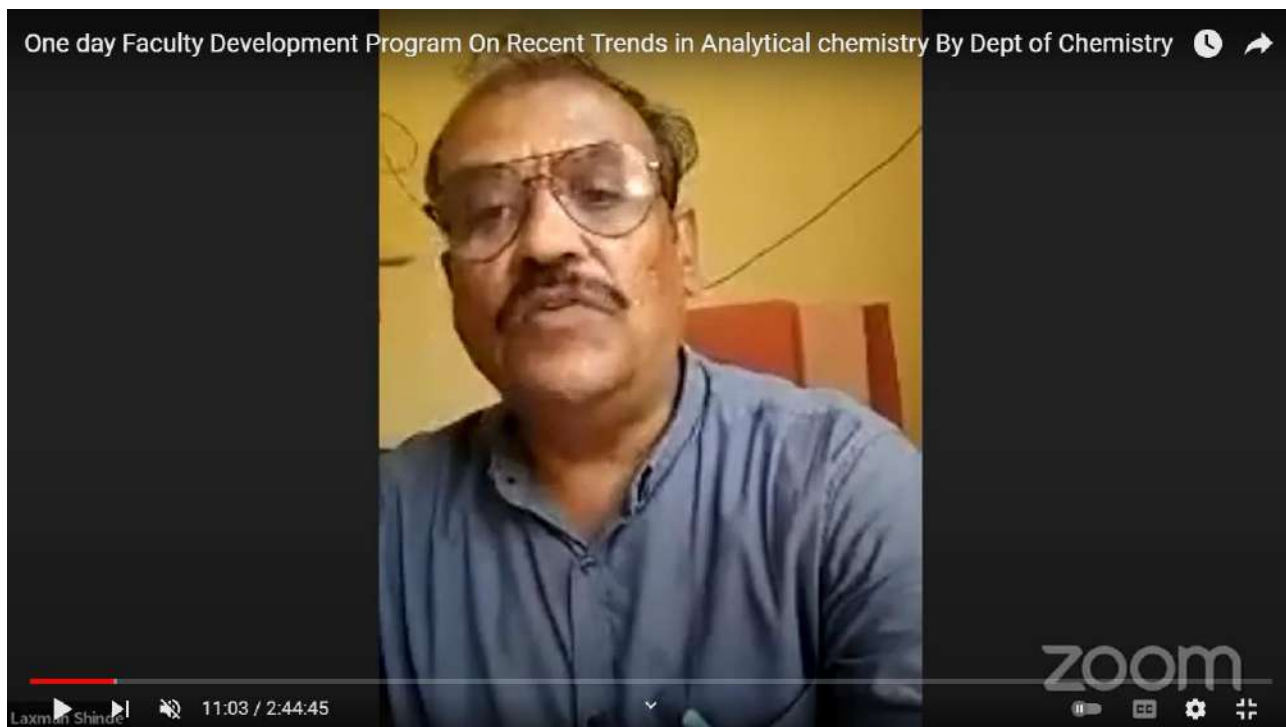 One day Faculty Development Program On Recent Trends in Analytical chemistry By Dept of Chemistry
zoom
Laxman Shinde
11:03 / 2:44:45
CC